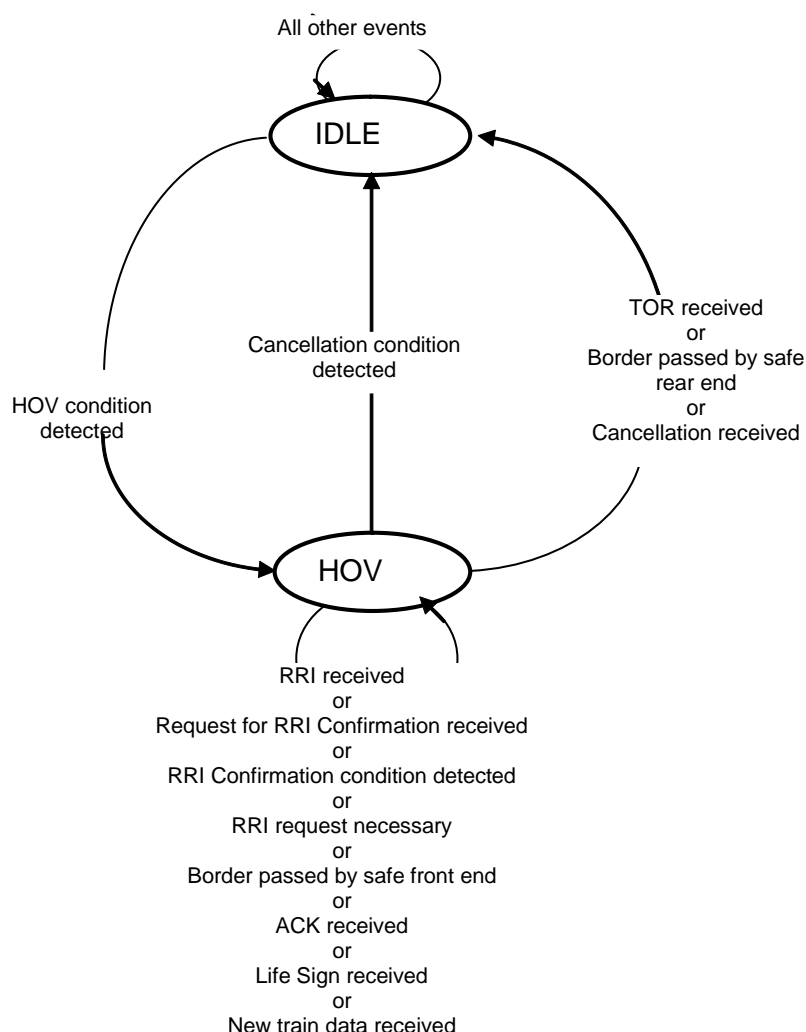 All other events
IDLE
TOR received
or
Border passed by safe
rear end
or
Cancellation received
Cancellation condition
detected
HOV condition
detected
HOV
RRI received
or
Request for RRI Confirmation received
or
RRI Confirmation condition detected
or
RRI request necessary
or
Border passed by safe front end
or
ACK received
or
Life Sign received
or
New train data received